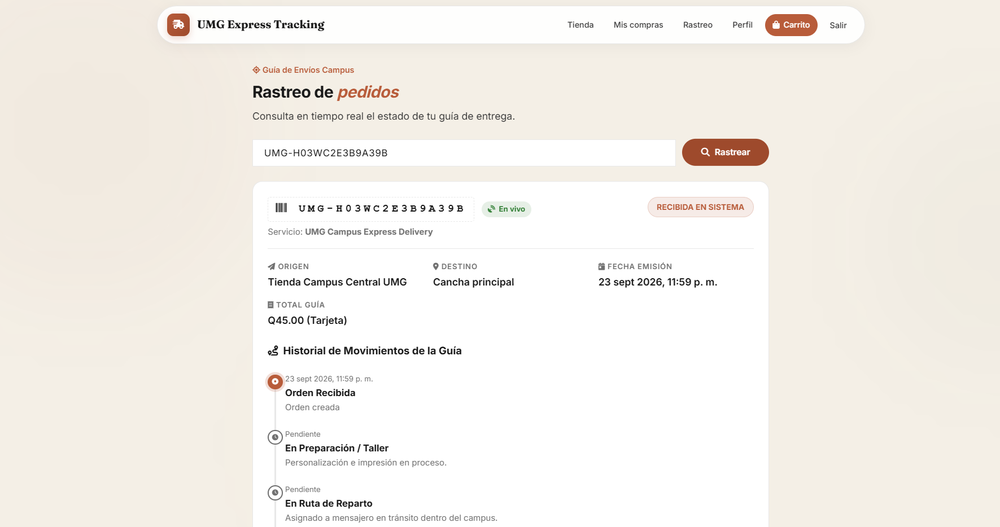 UMG Express Tracking
Tienda
Mis compras
Rastreo
Perfil
Carrito
Salir
Guía de Envíos Campus
Rastreo de pedidos
Consulta en tiempo real el estado de tu guía de entrega.
UMG-H03WC2E3B9A39B
Rastrear
UMG-H03WC2E3B9A39B
En vivo
RECIBIDA EN SISTEMA
Servicio: UMG Campus Express Delivery
ORIGEN
Tienda Campus Central UMG
DESTINO
Cancha principal
FECHA EMISIÓN
23 sept 2026, 11:59 p. m.
TOTAL GUÍA
Q45.00 (Tarjeta)
Historial de Movimientos de la Guía
23 sept 2026, 11:59 p. m.
Orden Recibida
Orden creada
Pendiente
En Preparación / Taller
Personalización e impresión en proceso.
Pendiente
En Ruta de Reparto
Asignado a mensajero en tránsito dentro del campus.